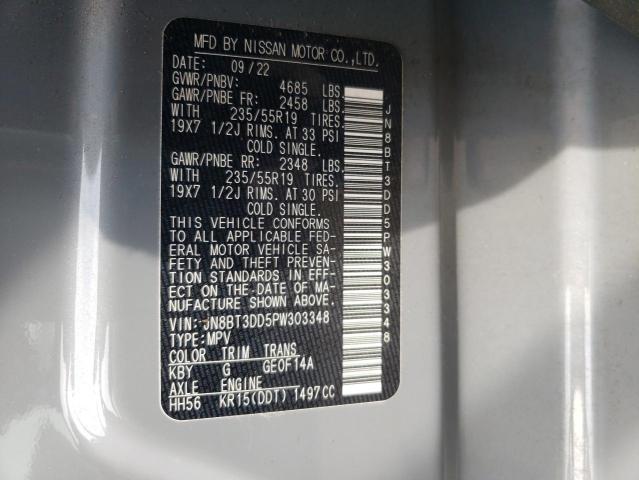 MFD BY NISSAN MOTOR CO.,LTD.
DATE: 09/22
GVWR/PNBV: 4685 LBS.
GAWR/PNBE FR: 2458 LBS.
WITH 235/55R19 TIRES.
19X7 1/2J RIMS. AT 33 PSI
COLD SINGLE.
GAWR/PNBE RR: 2348 LBS.
WITH 235/55R19 TIRES.
19X7 1/2J RIMS. AT 30 PSI
COLD SINGLE.
THIS VEHICLE CONFORMS
TO ALL APPLICABLE FED-
ERAL MOTOR VEHICLE SA-
FETY AND THEFT PREVEN-
TION STANDARDS IN EFF-
ECT ON THE DATE OF MA-
NUFACTURE SHOWN ABOVE.
VIN: JN8BT3DD5PW303348
TYPE:MPV
COLOR TRIM TRANS
KBY G GE0F14A
AXLE ENGINE
HH56 KR15(DDT) 1497CC
JN8BT3DD5PW303348